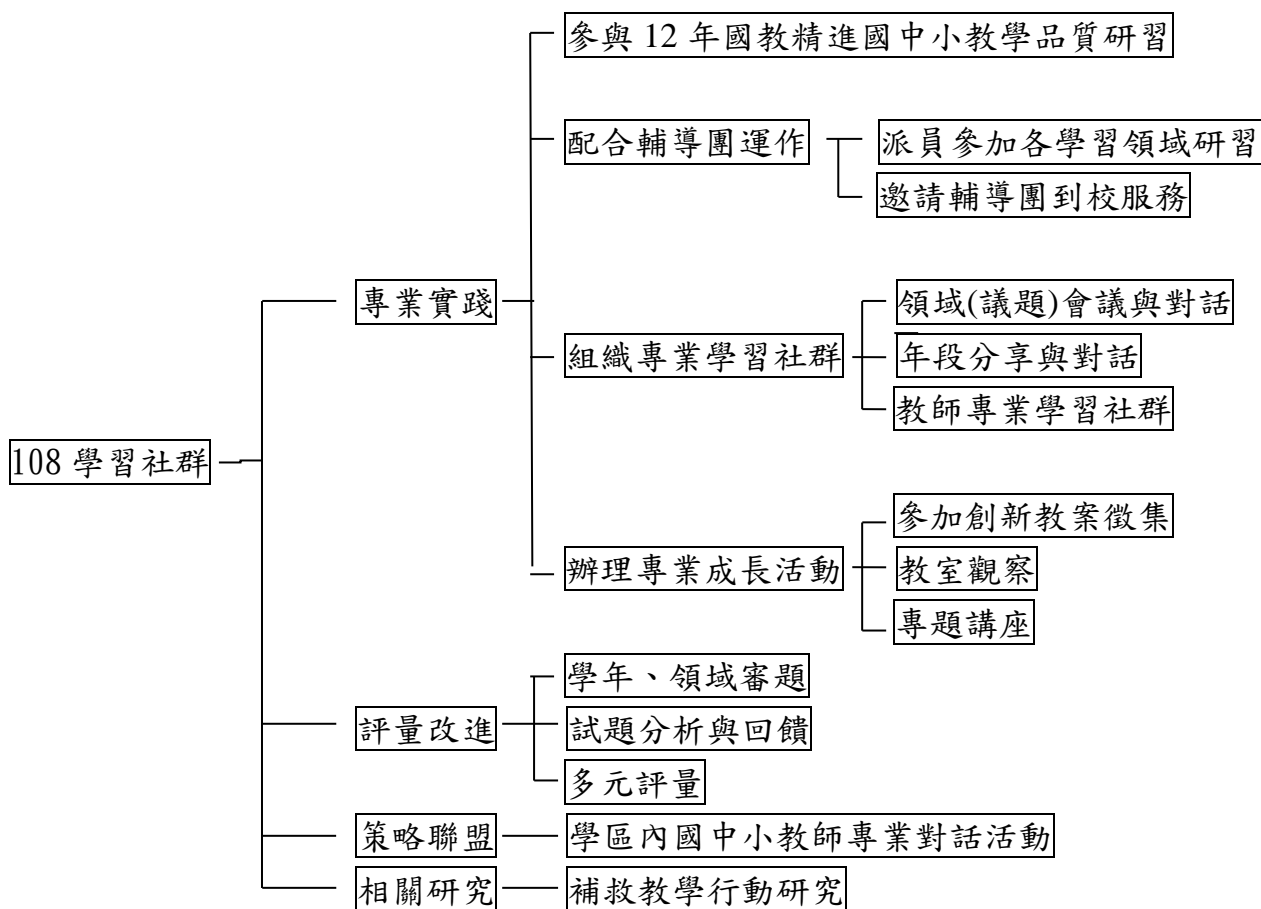 參與 12 年國教精進國中小教學品質研習
配合輔導團運作
派員參加各學習領域研習
邀請輔導團到校服務
專業實踐
領域(議題)會議與對話
組織專業學習社群
年段分享與對話
教師專業學習社群
108 學習社群
參加創新教案徵集
辦理專業成長活動
教室觀察
專題講座
學年、領域審題
評量改進
試題分析與回饋
多元評量
策略聯盟
學區內國中小教師專業對話活動
相關研究
補救教學行動研究